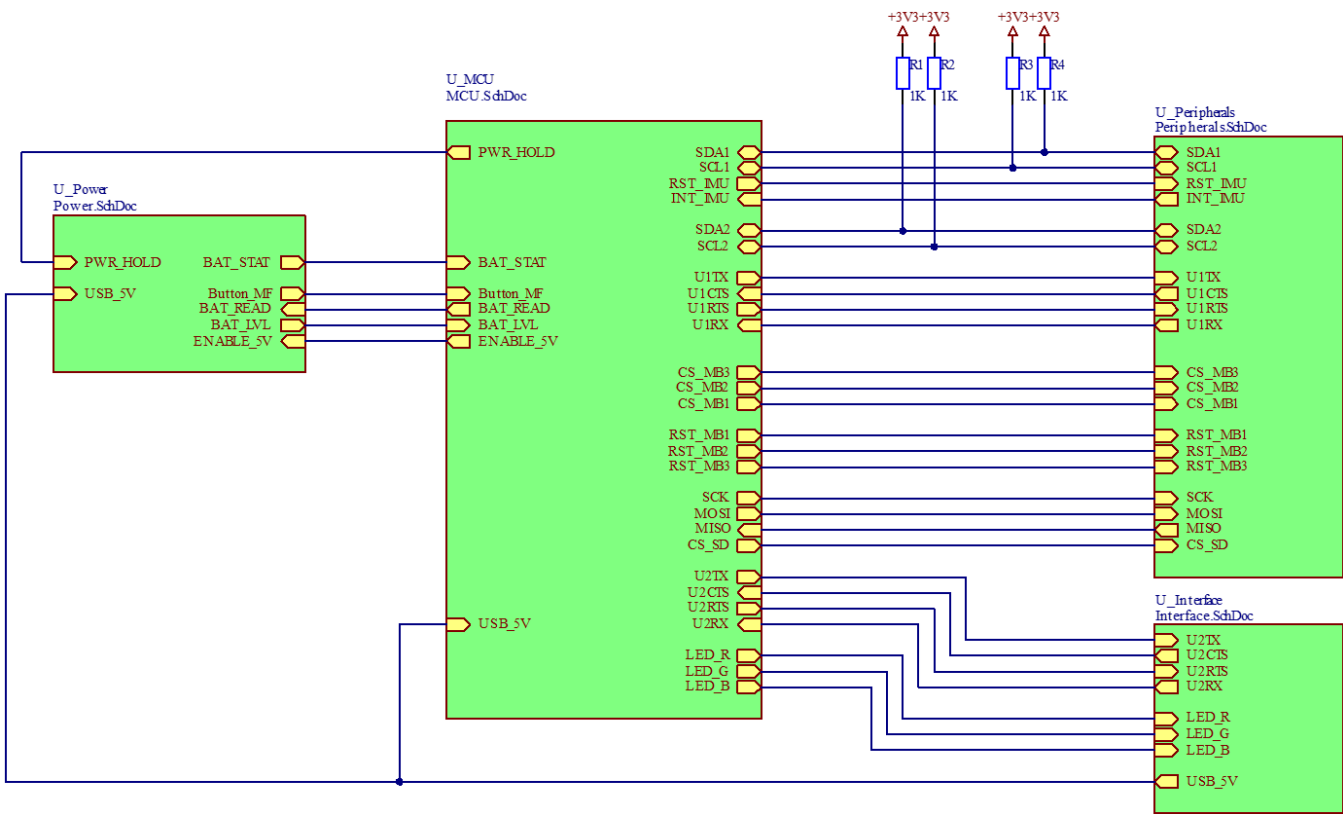 +3V3+3V3
+3V3+3V3
R1
R2
R3
R4
1K
1K
1K
1K
U_MCU
MCU.SchDoc
PWR_HOLD
BAT_STAT
Button_MF
BAT_READ
BAT_LVL
ENABLE_5V
USB_5V
SDA1
SCL1
RST_IMU
INT_IMU
SDA2
SCL2
U1TX
U1CTS
U1RTS
U1RX
CS_MB3
CS_MB2
CS_MB1
RST_MB1
RST_MB2
RST_MB3
SCK
MOSI
MISO
CS_SD
U2TX
U2CTS
U2RTS
U2RX
LED_R
LED_G
LED_B
U_Power
Power.SchDoc
PWR_HOLD
USB_5V
BAT_STAT
Button_MF
BAT_READ
BAT_LVL
ENABLE_5V
U_Peripherals
Peripherals.SchDoc
SDA1
SCL1
RST_IMU
INT_IMU
SDA2
SCL2
U1TX
U1CTS
U1RTS
U1RX
CS_MB3
CS_MB2
CS_MB1
RST_MB1
RST_MB2
RST_MB3
SCK
MOSI
MISO
CS_SD
U_Interface
Interface.SchDoc
U2TX
U2CTS
U2RTS
U2RX
LED_R
LED_G
LED_B
USB_5V